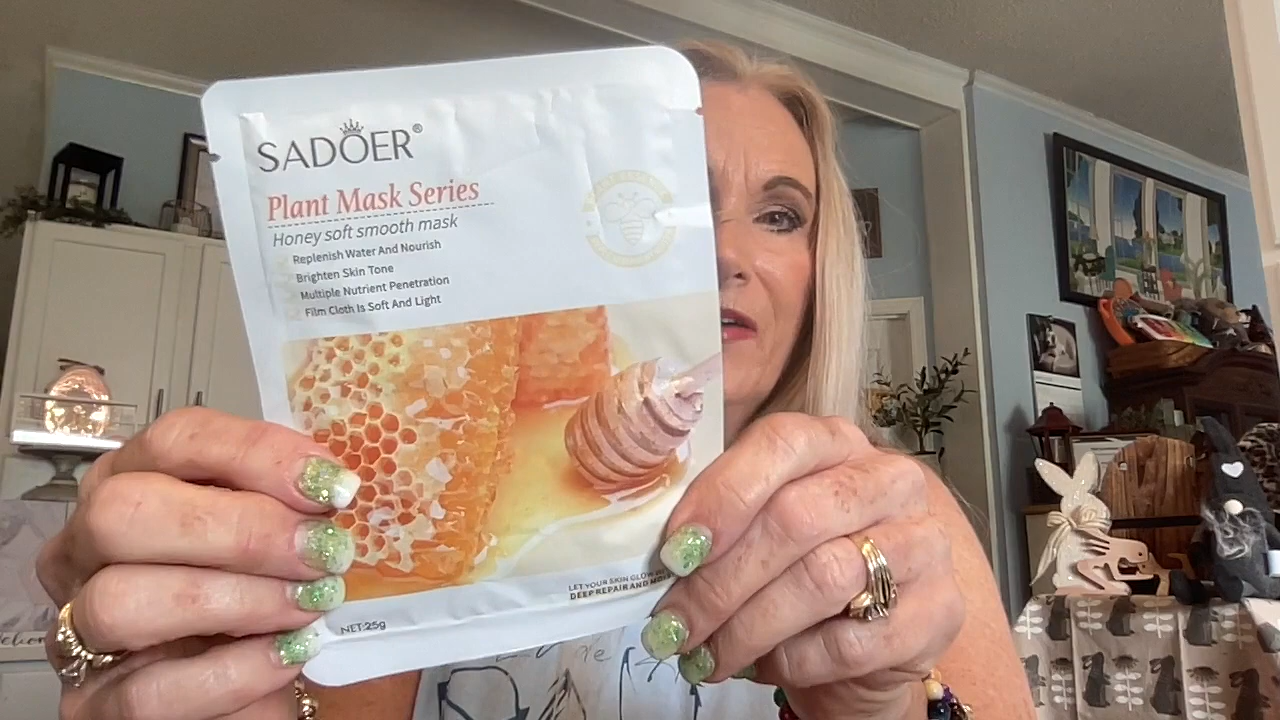 SADOER®
Plant Mask Series
Honey soft smooth mask
Replenish Water And Nourish
Brighten Skin Tone
Multiple Nutrient Penetration
Film Cloth Is Soft And Light
LET YOUR SKIN GLOW
DEEP REPAIR AND
NET:25g